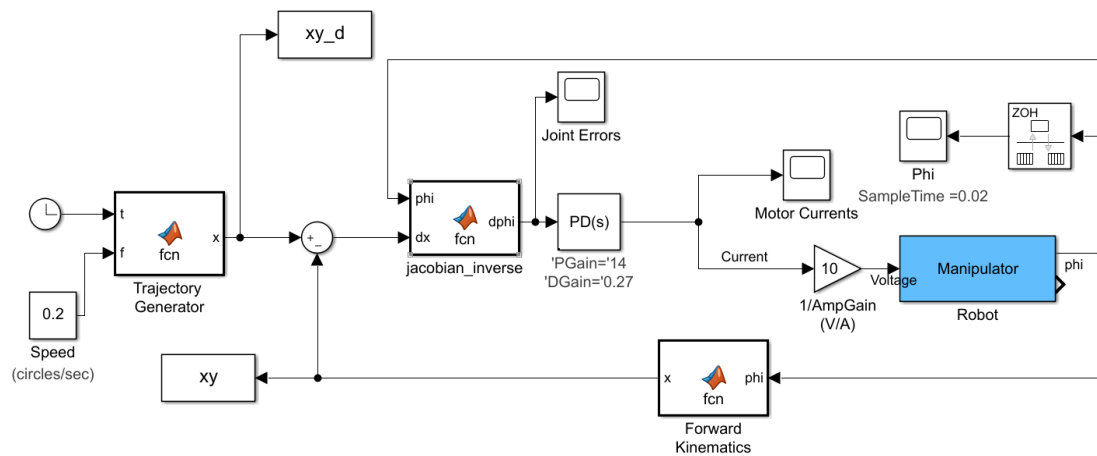 xy_d
Joint Errors
ZOH
Phi
SampleTime =0.02
Motor Currents
t
f
x
fcn
Trajectory
Generator
+
_
phi
dx
dphi
fcn
jacobian_inverse
PD(s)
'PGain='14
'DGain='0.27
Current
10
1/AmpGain
(V/A)
Voltage
Manipulator
phi
Robot
0.2
Speed
(circles/sec)
xy
x
phi
fcn
Forward
Kinematics